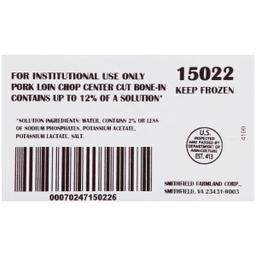 FOR INSTITUTIONAL USE ONLY
PORK LOIN CHOP CENTER CUT BONE-IN
CONTAINS UP TO 12% OF A SOLUTION*
15022
KEEP FROZEN
*SOLUTION INGREDIENTS: WATER, CONTAINS 2% OR LESS
OF SODIUM PHOSPHATES, POTASSIUM ACETATE,
POTASSIUM LACTATE, SALT.
U.S.
INSPECTED
AND PASSED BY
DEPARTMENT OF
AGRICULTURE
EST. 413
4199
00070247150226
SMITHFIELD FARMLAND CORP.,
SMITHFIELD, VA 23431-9003